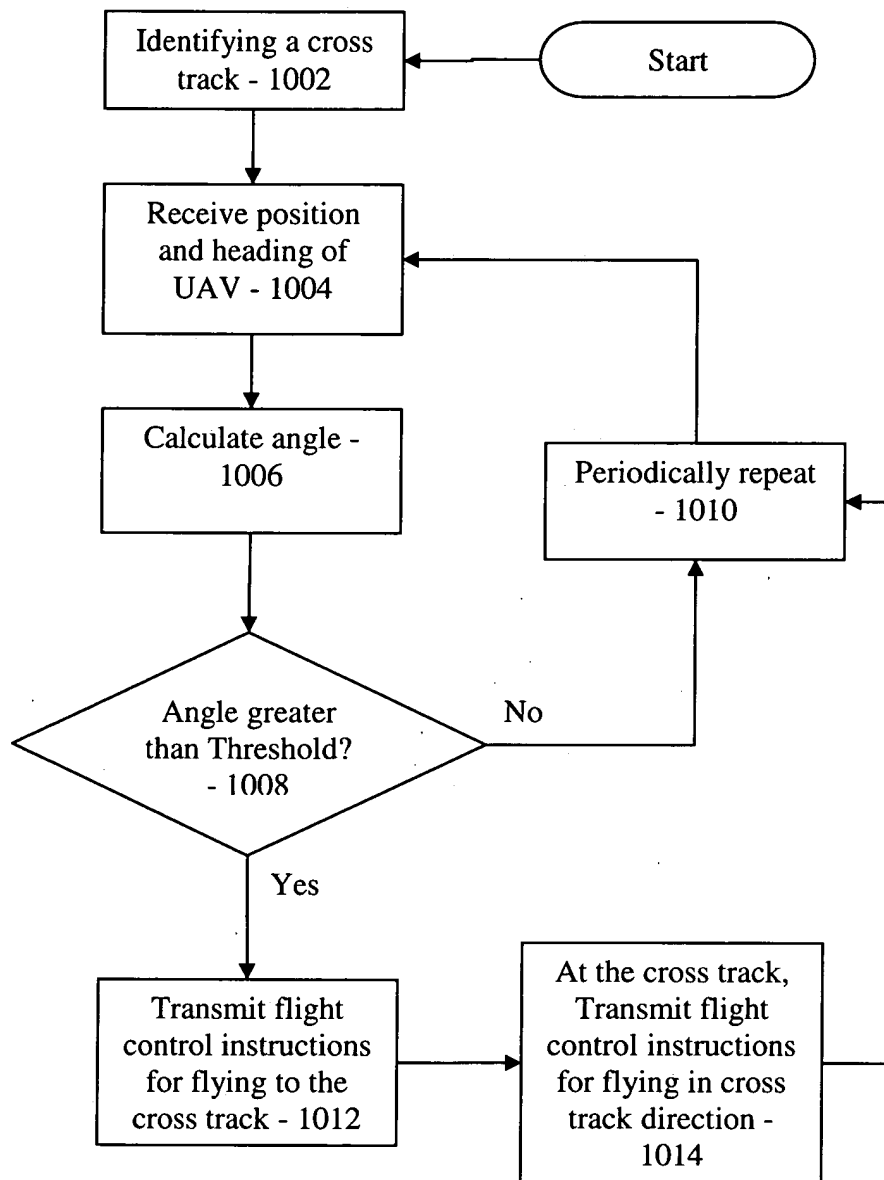 Identifying a cross
track - 1002
Start
Receive position
and heading of
UAV - 1004
Calculate angle -
1006
Periodically repeat
- 1010
Angle greater
than Threshold?
- 1008
No
Yes
Transmit flight
control instructions
for flying to the
cross track - 1012
At the cross track,
Transmit flight
control instructions
for flying in cross
track direction -
1014